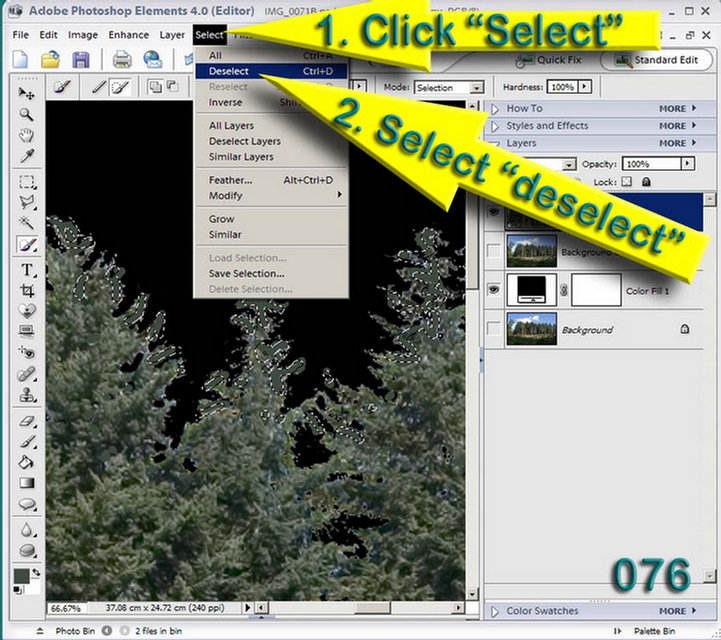 Adobe Photoshop Elements 4.0 (Editor)
IMG_0071B
File Edit Image Enhance Layer Select
1. Click “Select”
Quick Fix
Standard Edit
Mode: Selection
Hardness: 100%
All Ctrl+A
Deselect Ctrl+D
Reselect
Inverse
All Layers
Deselect Layers
Similar Layers
Feather... Alt+Ctrl+D
Modify
Grow
Similar
Load Selection...
Save Selection...
Delete Selection...
2. Select “deselect”
How To MORE
Styles and Effects MORE
Layers MORE
Opacity: 100%
Lock:
Background
Color Fill 1
Background
076
66.67% 37.08 cm x 24.72 cm (240 ppi)
Color Swatches MORE
Photo Bin 2 files in bin
Palette Bin